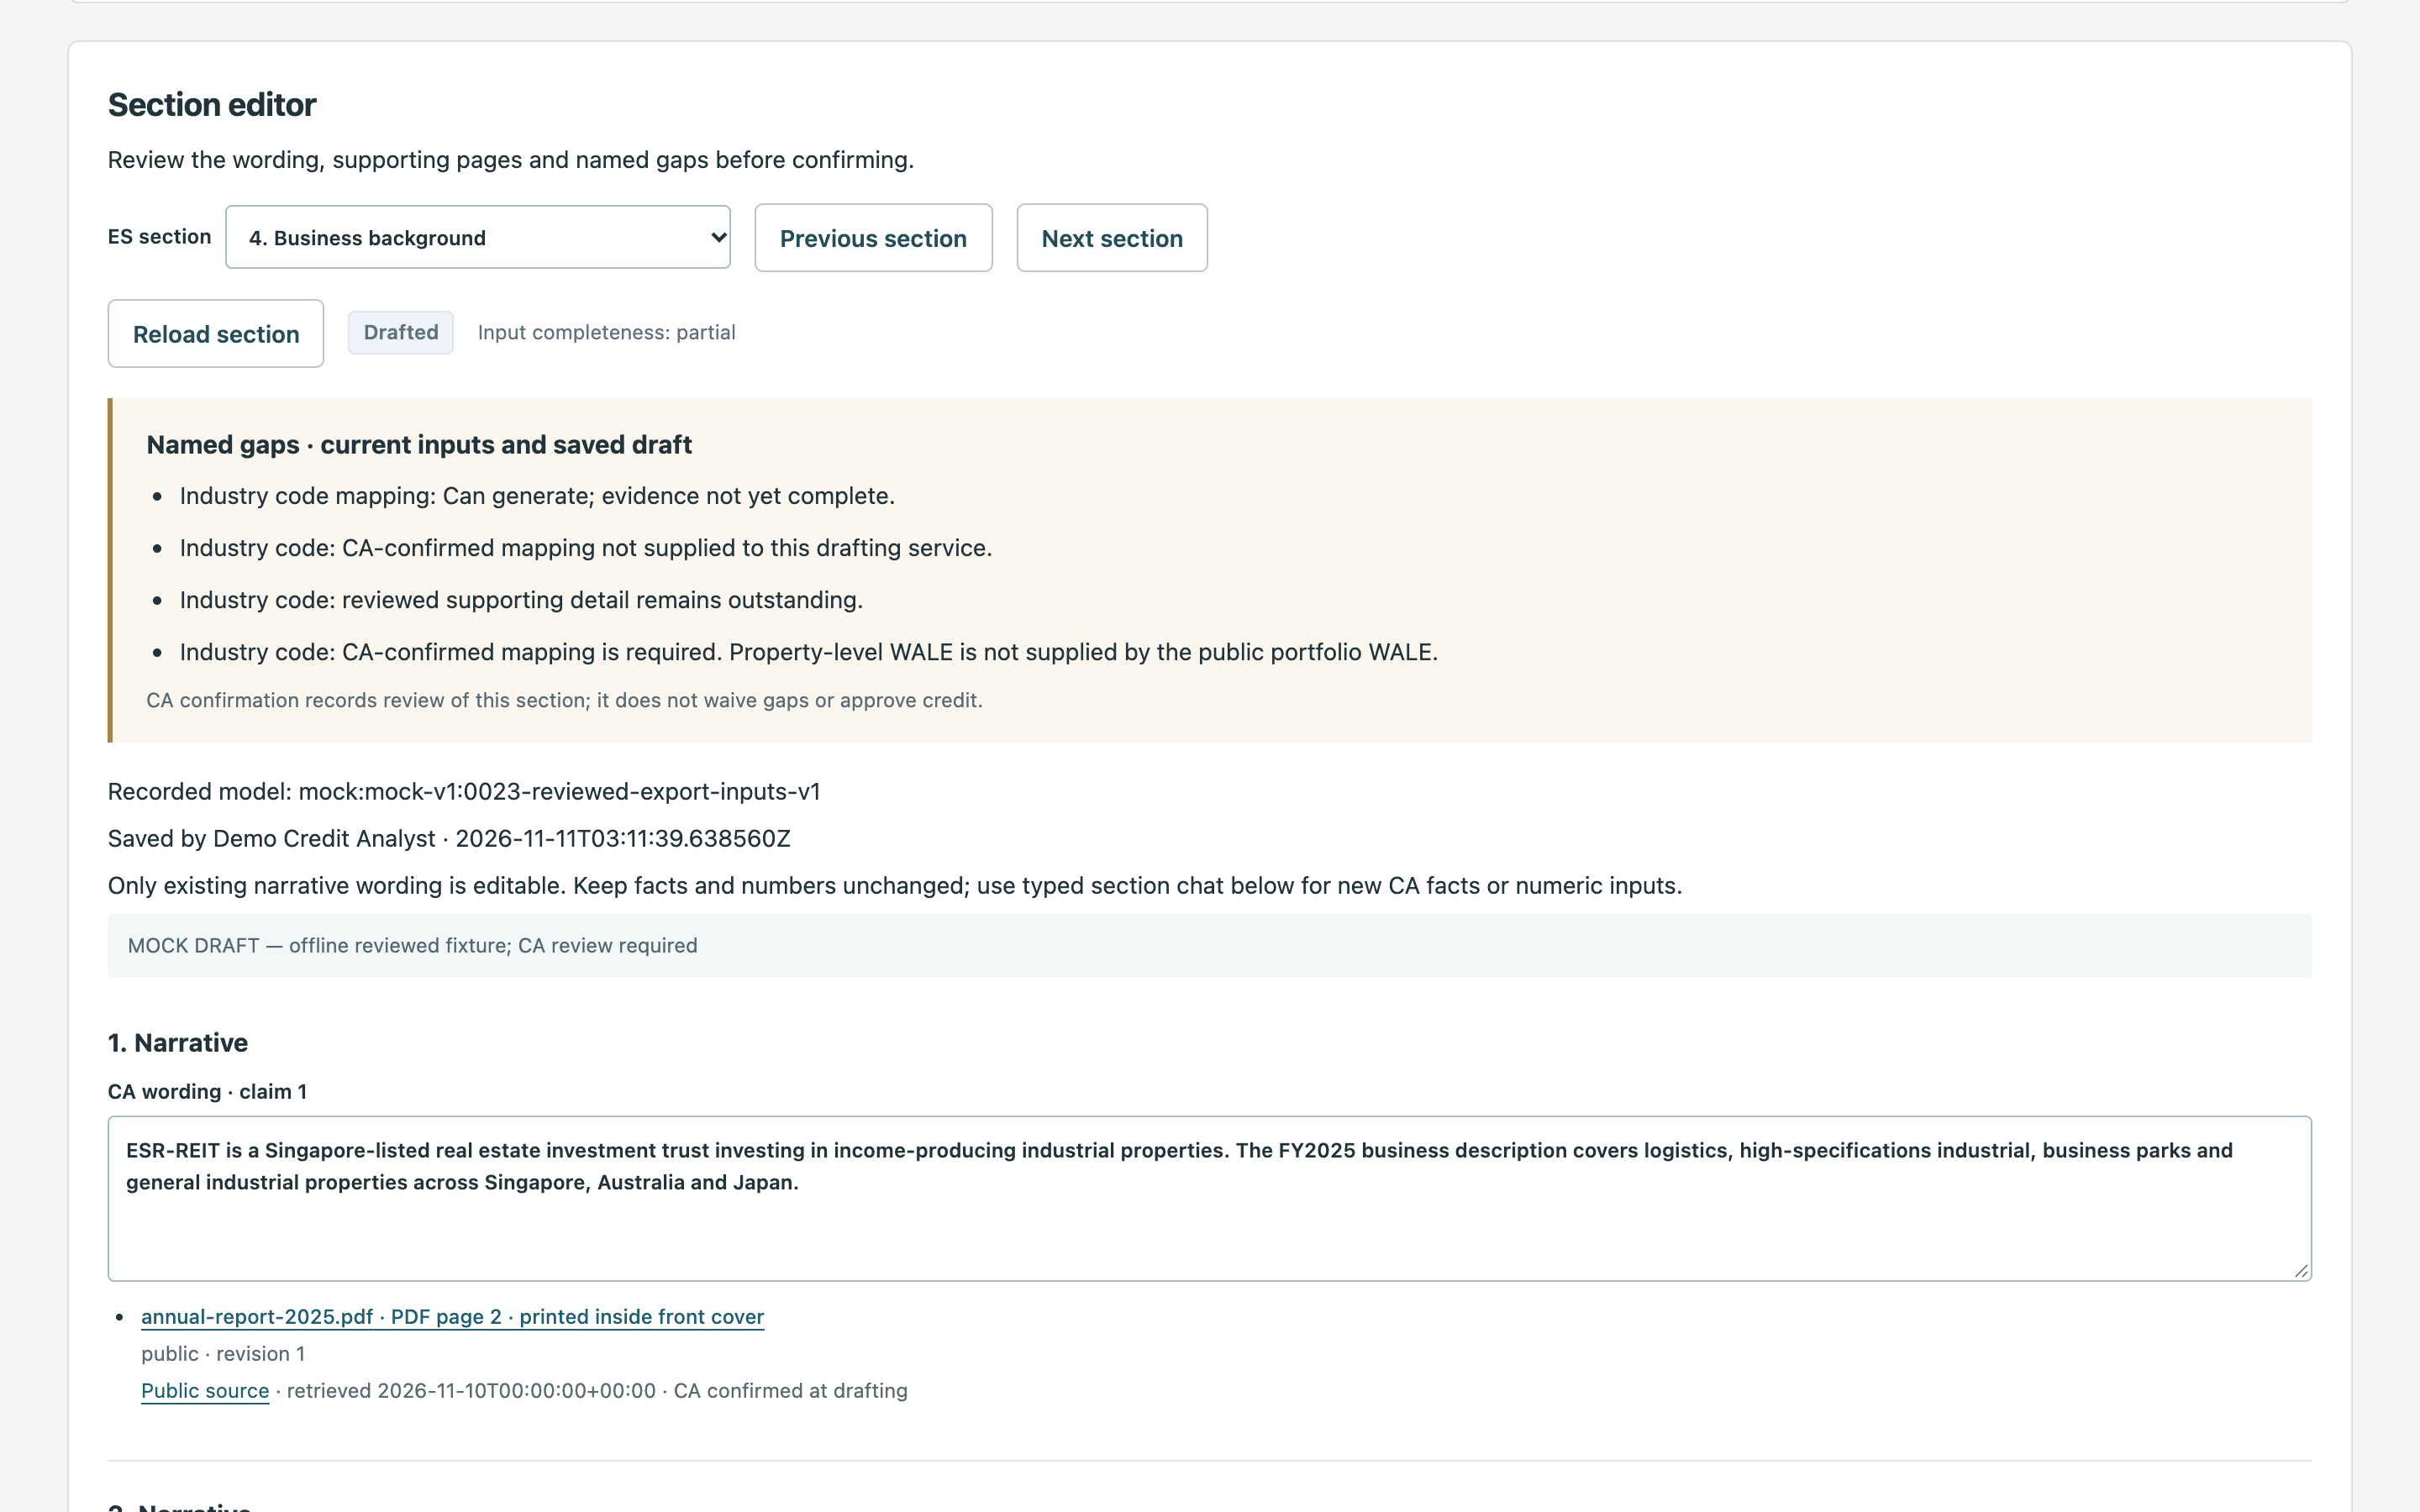 Section editor
Review the wording, supporting pages and named gaps before confirming.
ES section 4. Business background Previous section Next section
Reload section Drafted Input completeness: partial
Named gaps · current inputs and saved draft
• Industry code mapping: Can generate; evidence not yet complete.
• Industry code: CA-confirmed mapping not supplied to this drafting service.
• Industry code: reviewed supporting detail remains outstanding.
• Industry code: CA-confirmed mapping is required. Property-level WALE is not supplied by the public portfolio WALE.
CA confirmation records review of this section; it does not waive gaps or approve credit.
Recorded model: mock:mock-v1:0023-reviewed-export-inputs-v1
Saved by Demo Credit Analyst · 2026-11-11T03:11:39.638560Z
Only existing narrative wording is editable. Keep facts and numbers unchanged; use typed section chat below for new CA facts or numeric inputs.
MOCK DRAFT — offline reviewed fixture; CA review required
1. Narrative
CA wording · claim 1
ESR-REIT is a Singapore-listed real estate investment trust investing in income-producing industrial properties. The FY2025 business description covers logistics, high-specifications industrial, business parks and
general industrial properties across Singapore, Australia and Japan.
• annual-report-2025.pdf · PDF page 2 · printed inside front cover
public · revision 1
Public source · retrieved 2026-11-10T00:00:00+00:00 · CA confirmed at drafting